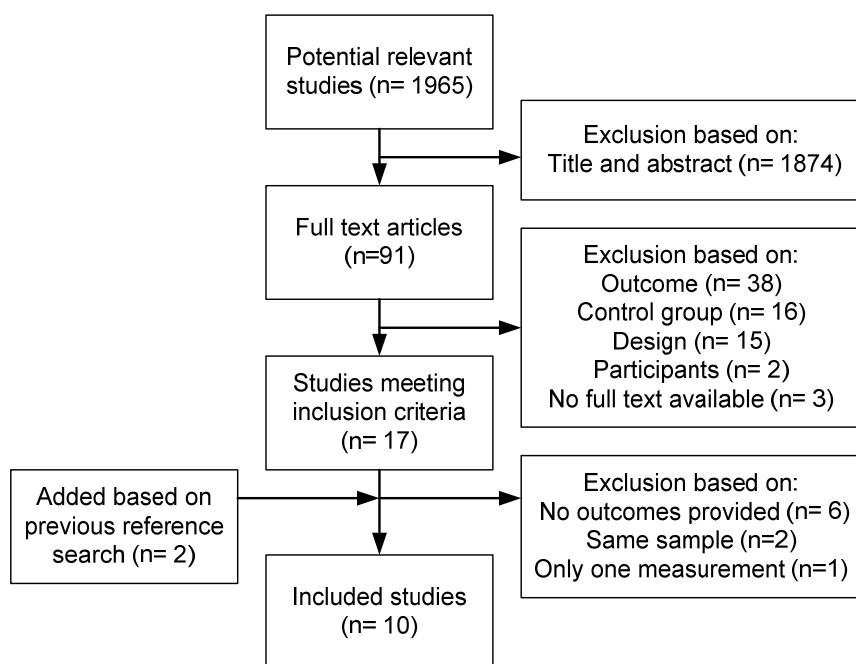 Potential relevant
studies (n= 1965)
Exclusion based on:
Title and abstract (n= 1874)
Full text articles
(n=91)
Exclusion based on:
Outcome (n= 38)
Control group (n= 16)
Design (n= 15)
Participants (n= 2)
No full text available (n= 3)
Studies meeting
inclusion criteria
(n= 17)
Added based on
previous reference
search (n= 2)
Exclusion based on:
No outcomes provided (n= 6)
Same sample (n=2)
Only one measurement (n=1)
Included studies
(n= 10)